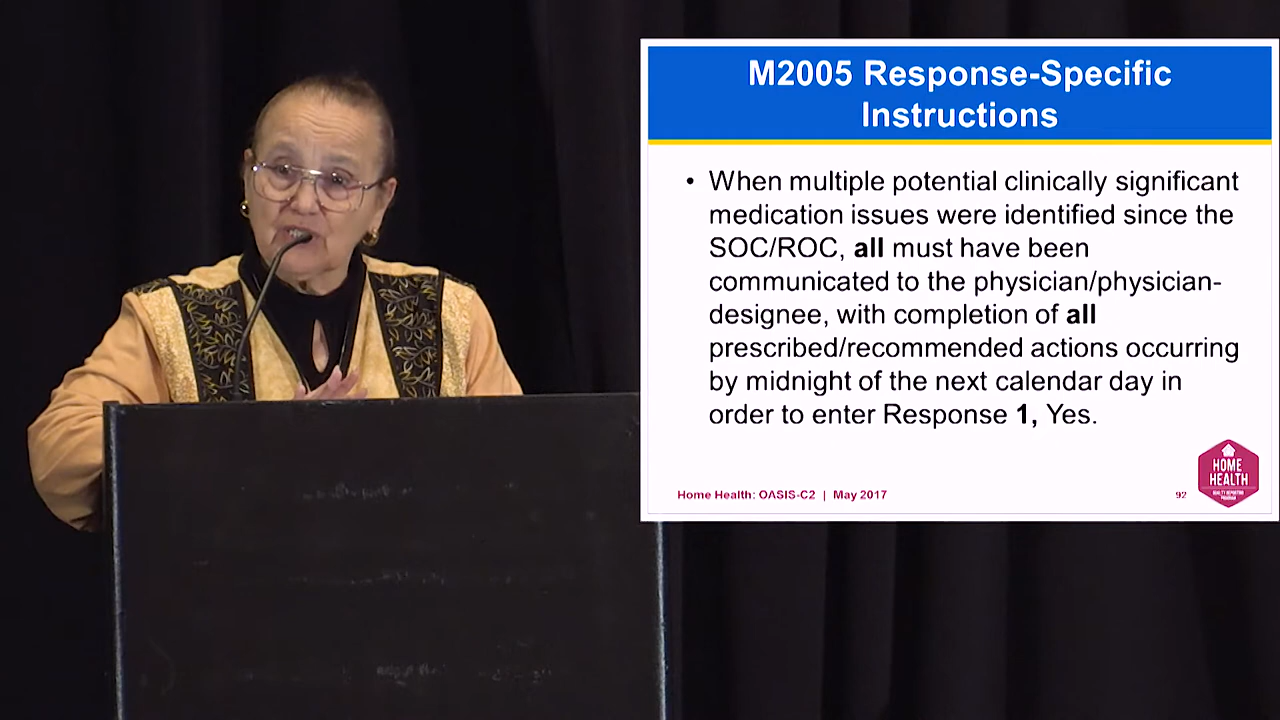 M2005 Response-Specific
Instructions
• When multiple potential clinically significant
medication issues were identified since the
SOC/ROC, all must have been
communicated to the physician/physician-
designee, with completion of all
prescribed/recommended actions occurring
by midnight of the next calendar day in
order to enter Response 1, Yes.
Home Health: OASIS-C2 | May 2017
92
HOME
HEALTH
QUALITY REPORTING
PROGRAM